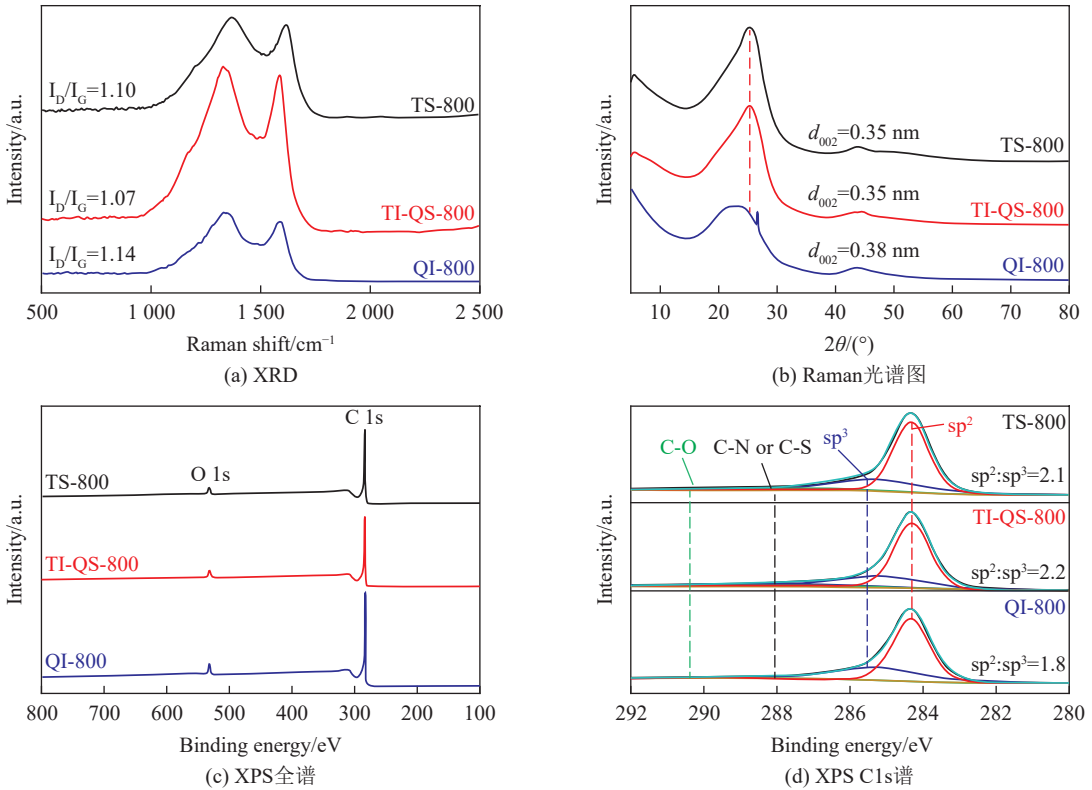 Intensity/a.u.
I_D/I_G=1.10
TS-800
I_D/I_G=1.07
TI-QS-800
I_D/I_G=1.14
QI-800
500 1 000 1 500 2 000 2 500
Raman shift/cm⁻¹
(a) XRD
Intensity/a.u.
d₀₀₂=0.35 nm
TS-800
d₀₀₂=0.35 nm
TI-QS-800
d₀₀₂=0.38 nm
QI-800
10 20 30 40 50 60 70 80
2θ/(°)
(b) Raman光谱图
Intensity/a.u.
C 1s
O 1s
TS-800
TI-QS-800
QI-800
800 700 600 500 400 300 200 100
Binding energy/eV
(c) XPS全谱
Intensity/a.u.
C-O
C-N or C-S
sp³
sp²
TS-800
sp²:sp³=2.1
TI-QS-800
sp²:sp³=2.2
QI-800
sp²:sp³=1.8
292 290 288 286 284 282 280
Binding energy/eV
(d) XPS C1s谱